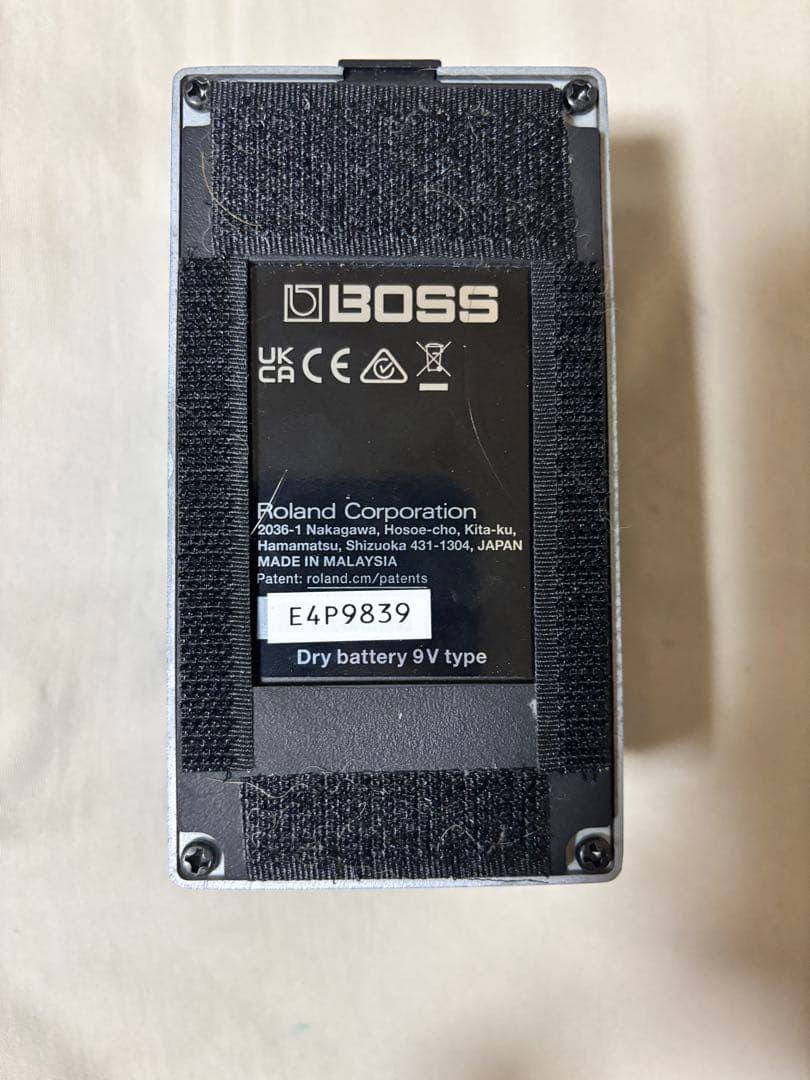 BOSS
UK
CA CE
Roland Corporation
2036-1 Nakagawa, Hosoe-cho, Kita-ku,
Hamamatsu, Shizuoka 431-1304, JAPAN
MADE IN MALAYSIA
Patent: roland.cm/patents
E4P9839
Dry battery 9V type